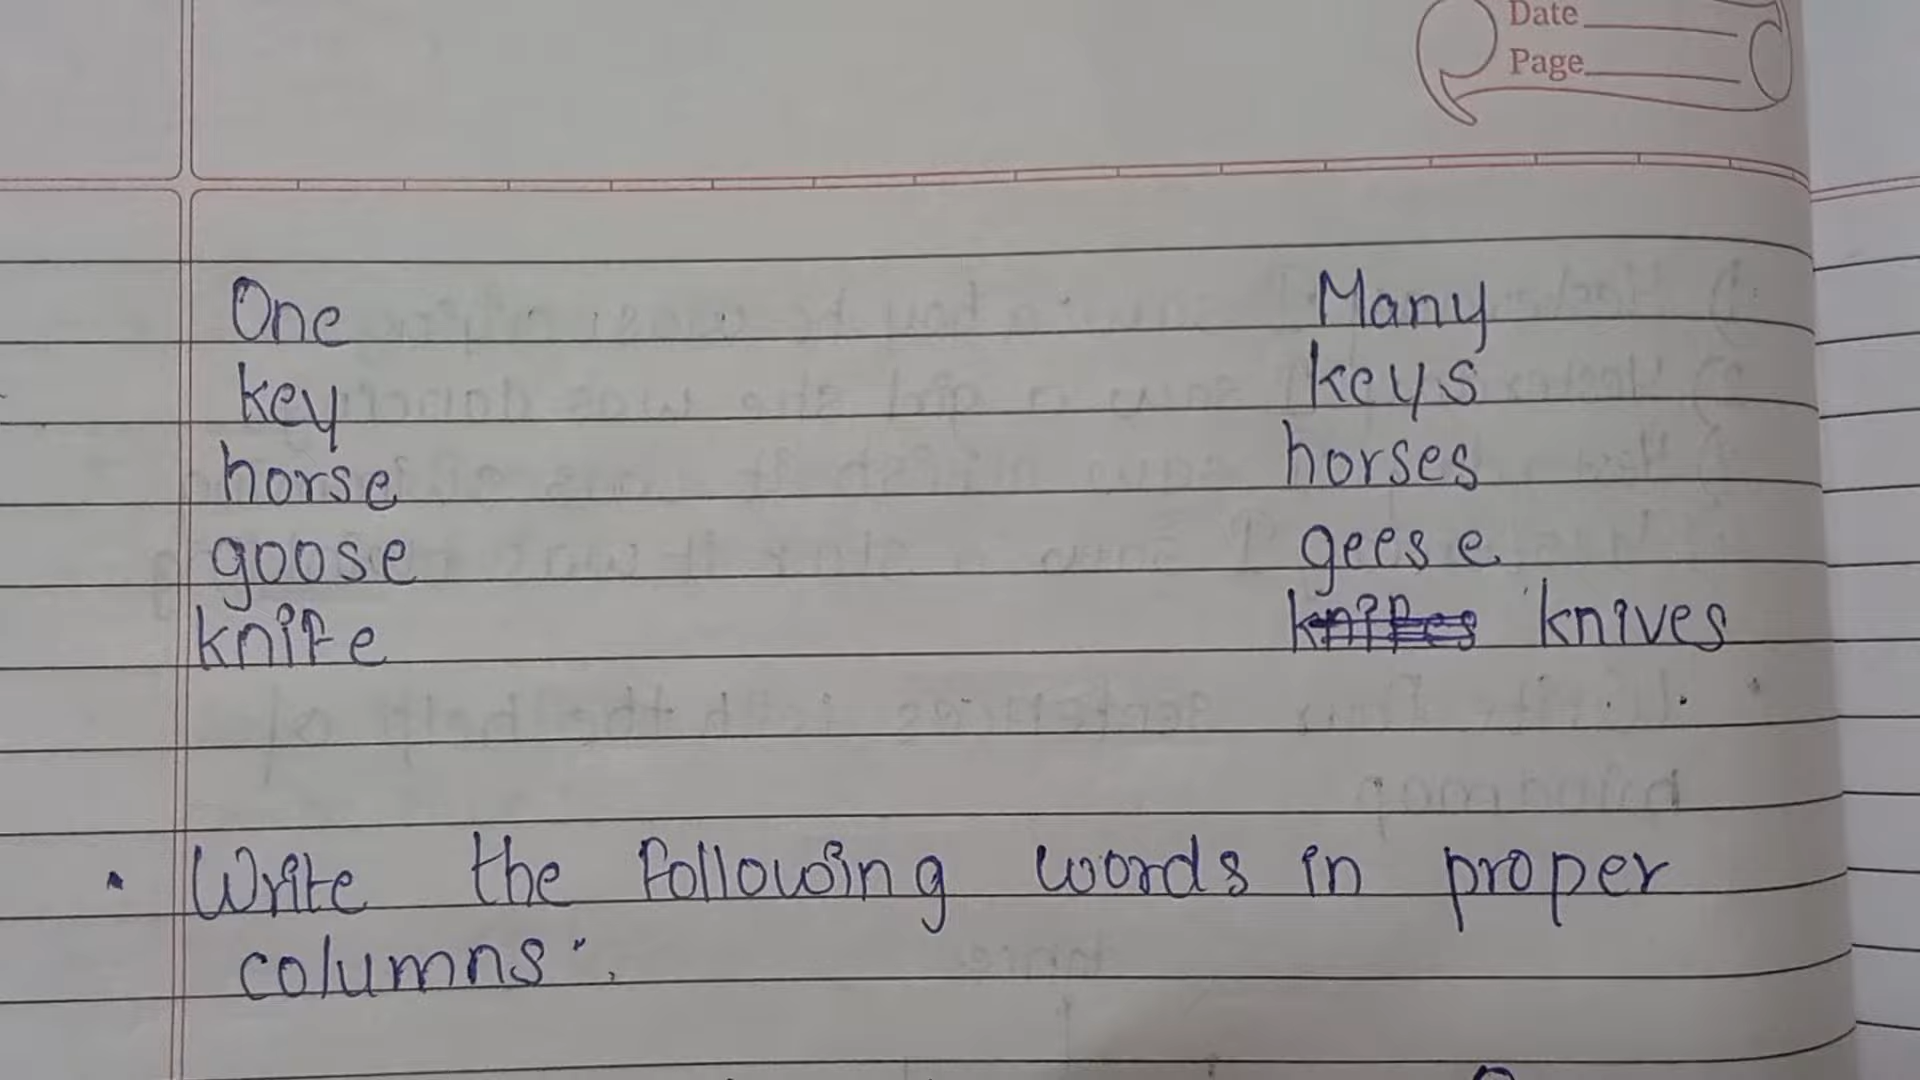 Date
Page
One Many
key keys
horse horses
goose geese
knife knifes knives
Write the following words in proper
columns :